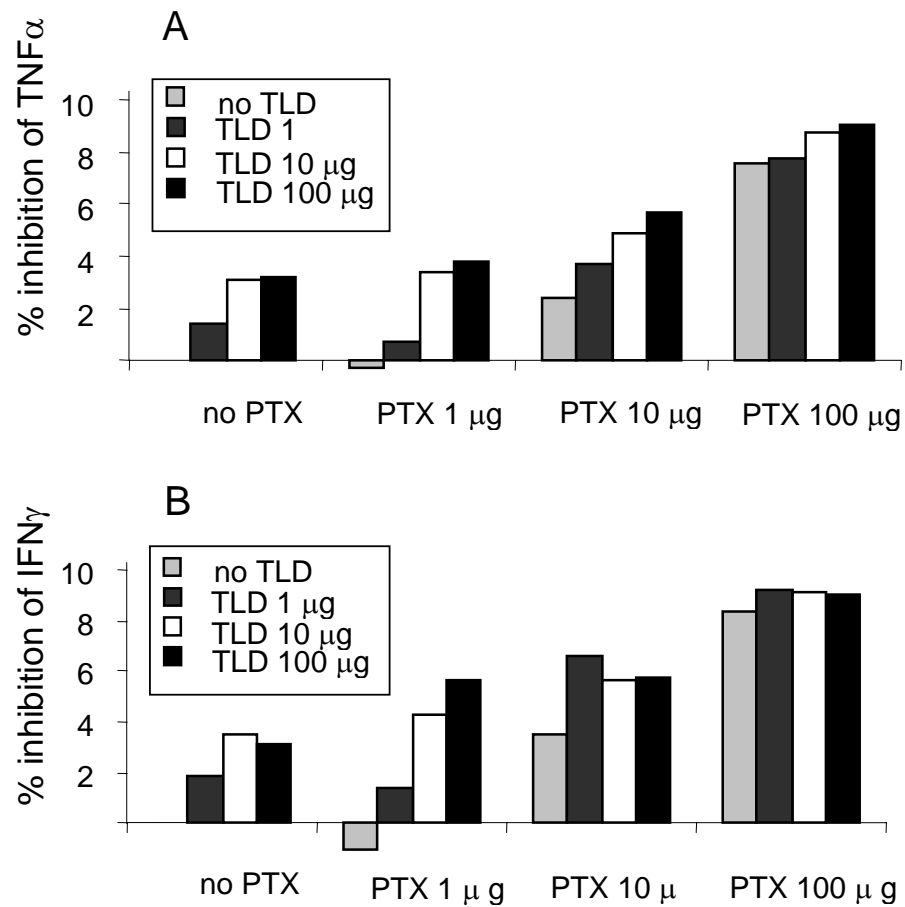 A
% inhibition of TNFα
10
8
6
4
2
no TLD
TLD 1
TLD 10 μg
TLD 100 μg
no PTX
PTX 1 μg
PTX 10 μg
PTX 100 μg
B
% inhibition of IFNγ
10
8
6
4
2
no TLD
TLD 1 μg
TLD 10 μg
TLD 100 μg
no PTX
PTX 1 μ g
PTX 10 μ
PTX 100 μ g